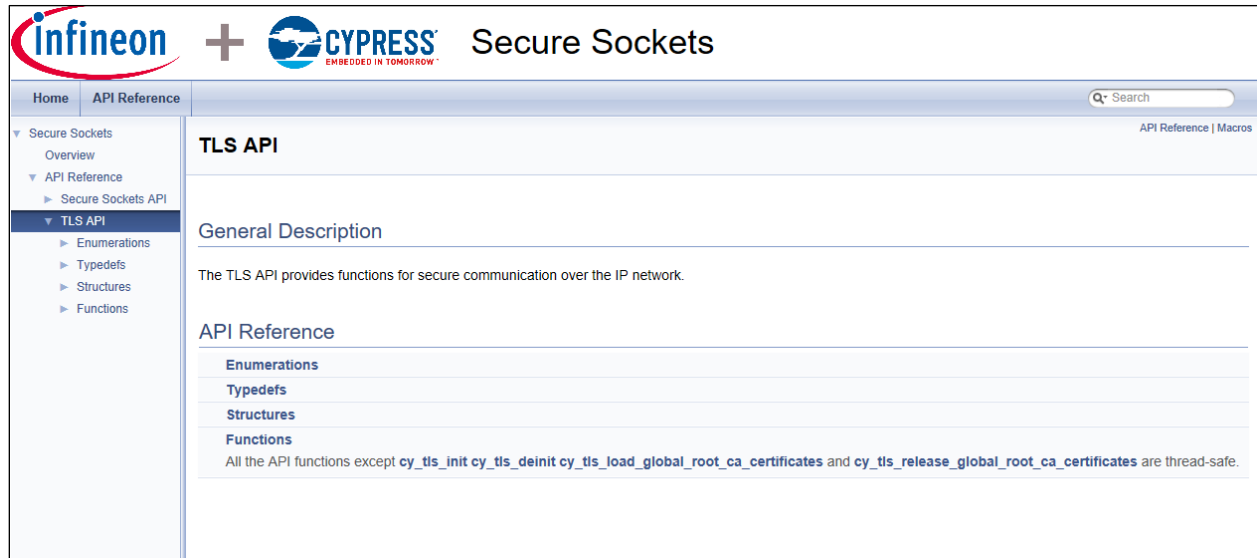 infineon + CYPRESS Secure Sockets
EMBEDDED IN TOMORROW™
Home API Reference Search
Secure Sockets
Overview
API Reference
Secure Sockets API
TLS API
Enumerations
Typedefs
Structures
Functions
API Reference | Macros
TLS API
General Description
The TLS API provides functions for secure communication over the IP network.
API Reference
Enumerations
Typedefs
Structures
Functions
All the API functions except cy_tls_init cy_tls_deinit cy_tls_load_global_root_ca_certificates and cy_tls_release_global_root_ca_certificates are thread-safe.